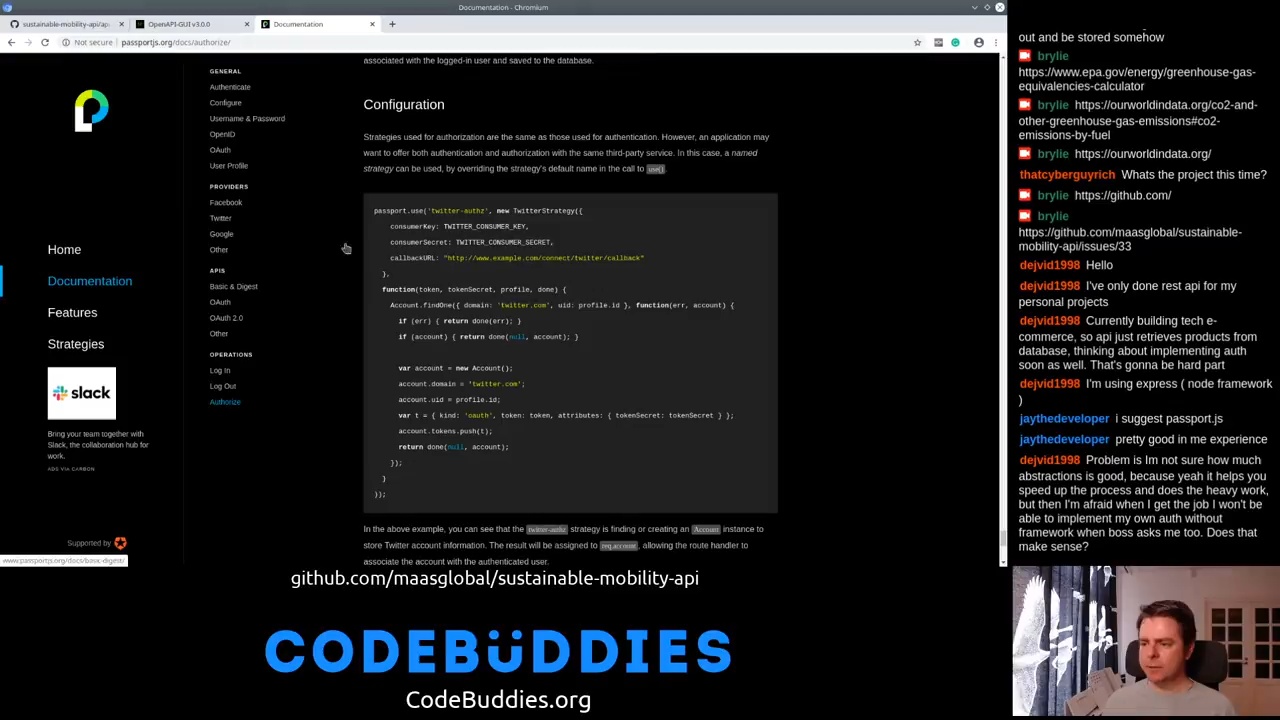 Documentation - Chromium
sustainable-mobility-api/ap
OpenAPI-GUI v3.0.0
Documentation
Not secure
passportjs.org/docs/authorize/
Home
Documentation
Features
Strategies
slack
Bring your team together with
Slack, the collaboration hub for
work.
ADS VIA CARBON
Supported by
www.passportjs.org/docs/basic-digest/
GENERAL
Authenticate
Configure
Username & Password
OpenID
OAuth
User Profile
PROVIDERS
Facebook
Twitter
Google
Other
APIS
Basic & Digest
OAuth
OAuth 2.0
Other
OPERATIONS
Log In
Log Out
Authorize
associated with the logged-in user and saved to the database.
Configuration
Strategies used for authorization are the same as those used for authentication. However, an application may
want to offer both authentication and authorization with the same third-party service. In this case, a named
strategy can be used, by overriding the strategy's default name in the call to use().
passport.use('twitter-authz', new TwitterStrategy({
consumerKey: TWITTER_CONSUMER_KEY,
consumerSecret: TWITTER_CONSUMER_SECRET,
callbackURL: "http://www.example.com/connect/twitter/callback"
},
function(token, tokenSecret, profile, done) {
Account.findOne({ domain: 'twitter.com', uid: profile.id }, function(err, account) {
if (err) { return done(err); }
if (account) { return done(null, account); }
var account = new Account();
account.domain = 'twitter.com';
account.uid = profile.id;
var t = { kind: 'oauth', token: token, attributes: { tokenSecret: tokenSecret } };
account.tokens.push(t);
return done(null, account);
});
}
));
In the above example, you can see that the twitter-authz strategy is finding or creating an Account instance to
store Twitter account information. The result will be assigned to req.account, allowing the route handler to
associate the account with the authenticated user.
out and be stored somehow
brylie
https://www.epa.gov/energy/greenhouse-gas-
equivalencies-calculator
brylie https://ourworldindata.org/co2-and-
other-greenhouse-gas-emissions#co2-
emissions-by-fuel
brylie https://ourworldindata.org/
thatcyberguyrich Whats the project this time?
brylie https://github.com/
brylie
https://github.com/maasglobal/sustainable-
mobility-api/issues/33
dejvid1998 Hello
dejvid1998 I've only done rest api for my
personal projects
dejvid1998 Currently building tech e-
commerce, so api just retrieves products from
database, thinking about implementing auth
soon as well. That's gonna be hard part
dejvid1998 I'm using express ( node framework
)
jaythedeveloper i suggest passport.js
jaythedeveloper pretty good in me experience
dejvid1998 Problem is Im not sure how much
abstractions is good, because yeah it helps you
speed up the process and does the heavy work,
but then I'm afraid when I get the job I won't be
able to implement my own auth without
framework when boss asks me too. Does that
make sense?
github.com/maasglobal/sustainable-mobility-api
CODEBÜDDIES
CodeBuddies.org